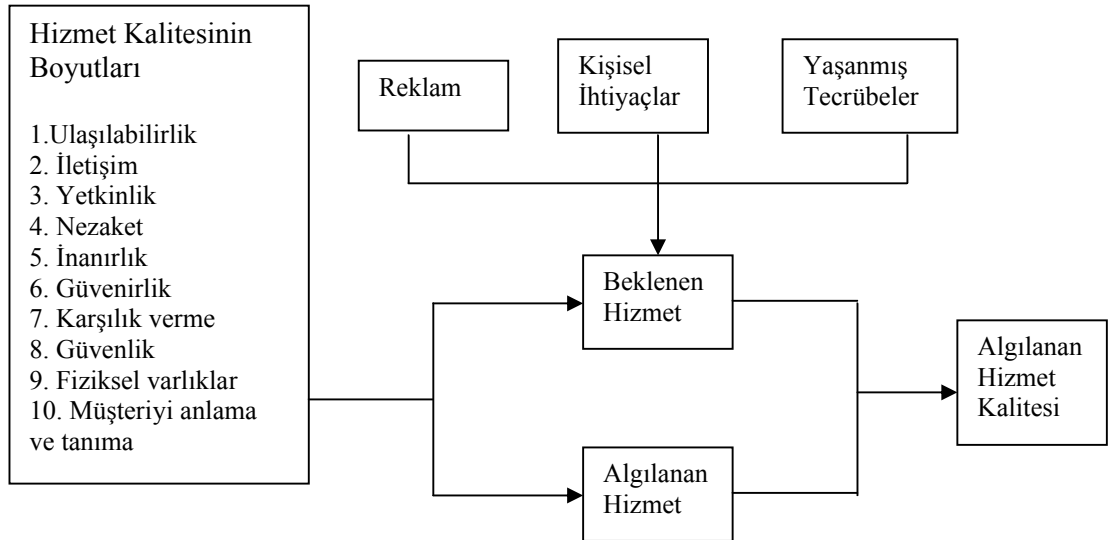 Hizmet Kalitesinin
Boyutları
1.Ulaşılabilirlik
2. İletişim
3. Yetkinlik
4. Nezaket
5. İnanırlık
6. Güvenirlik
7. Karşılık verme
8. Güvenlik
9. Fiziksel varlıklar
10. Müşteriyi anlama
ve tanıma
Reklam
Kişisel
İhtiyaçlar
Yaşanmış
Tecrübeler
Beklenen
Hizmet
Algılanan
Hizmet
Algılanan
Hizmet
Kalitesi